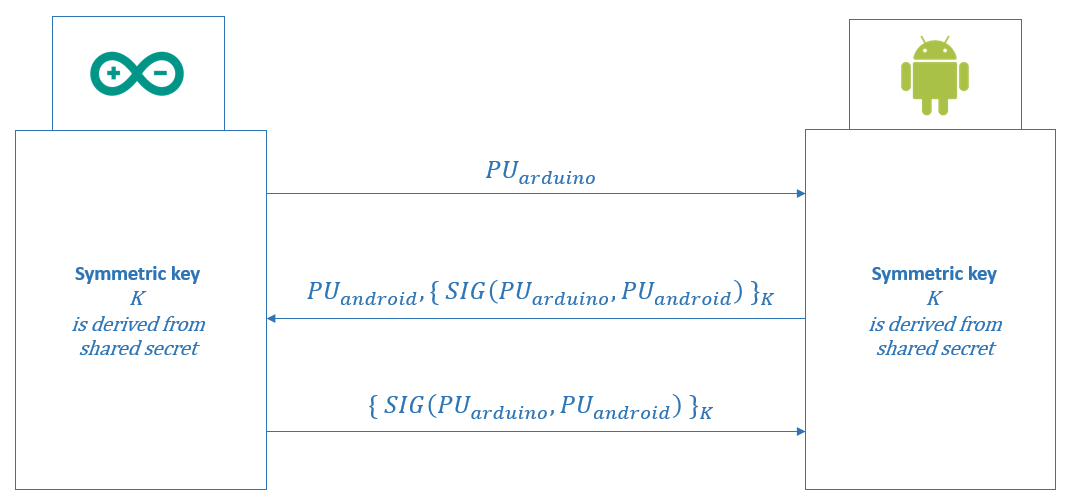 PU_arduino
Symmetric key
K
is derived from
shared secret
PU_android, { SIG(PU_arduino, PU_android) }_K
{ SIG(PU_arduino, PU_android) }_K
Symmetric key
K
is derived from
shared secret